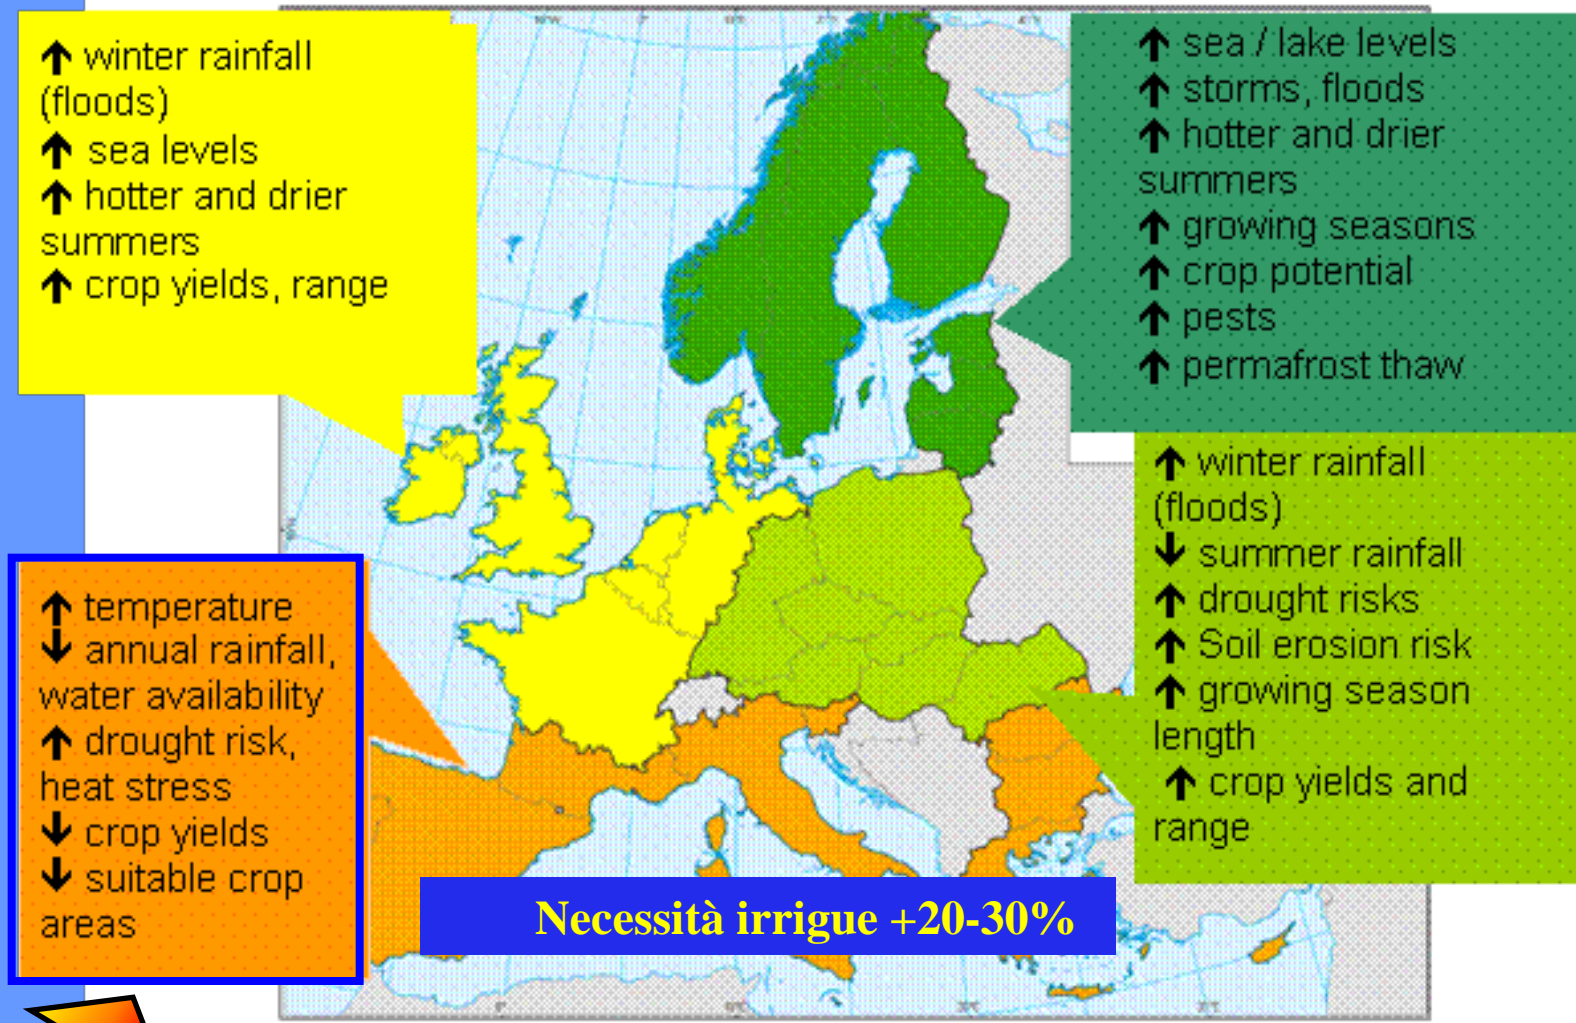 ↑ winter rainfall
(floods)
↑ sea levels
↑ hotter and drier
summers
↑ crop yields, range
↑ sea / lake levels
↑ storms, floods
↑ hotter and drier
summers
↑ growing seasons
↑ crop potential
↑ pests
↑ permafrost thaw
↑ temperature
↓ annual rainfall,
water availability
↑ drought risk,
heat stress
↓ crop yields
↓ suitable crop
areas
↑ winter rainfall
(floods)
↓ summer rainfall
↑ drought risks
↑ Soil erosion risk
↑ growing season
length
↑ crop yields and
range
Necessità irrigue +20-30%